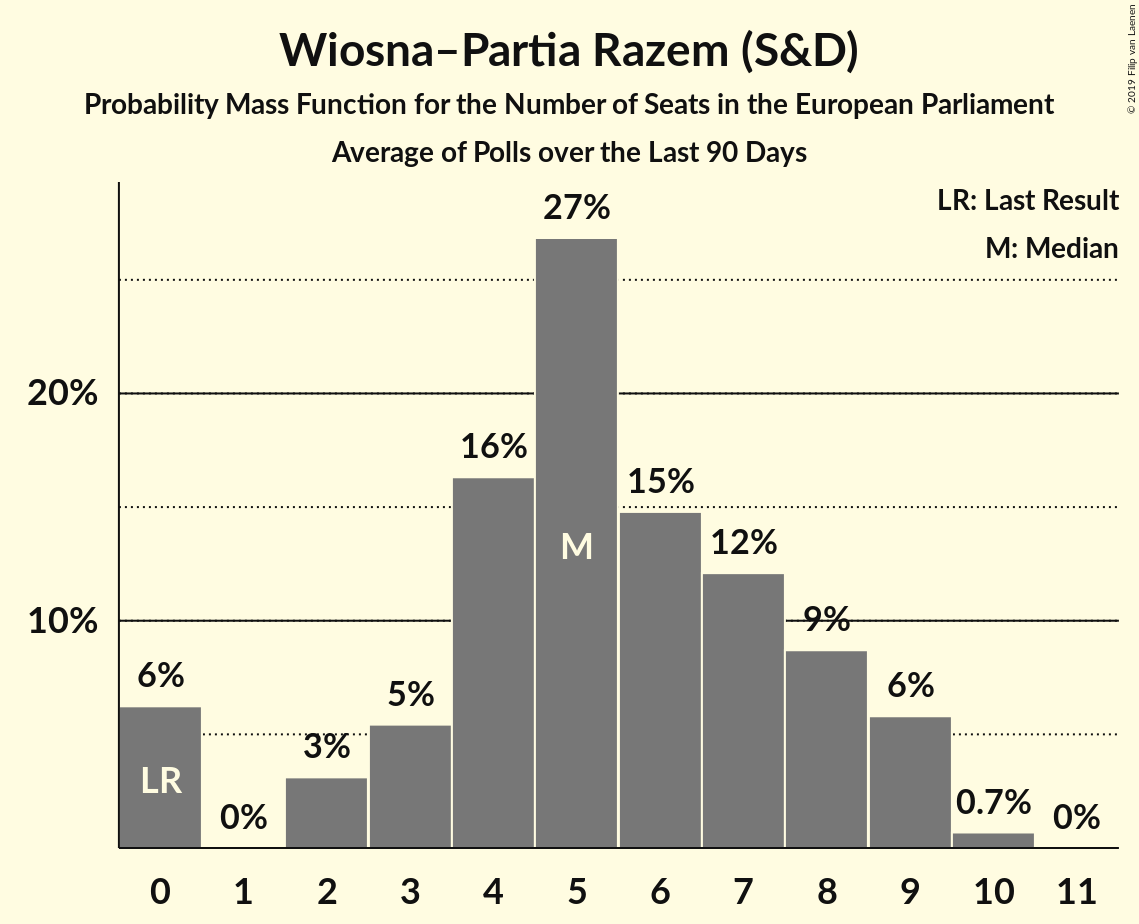 Wiosna–Partia Razem (S&D)
Probability Mass Function for the Number of Seats in the European Parliament
Average of Polls over the Last 90 Days
© 2019 Filip van Laenen
LR: Last Result
M: Median
27%
20%
16%
15%
M
12%
10%
9%
6%
5%
6%
3%
LR
0%
0.7%
0%
0 1 2 3 4 5 6 7 8 9 10 11